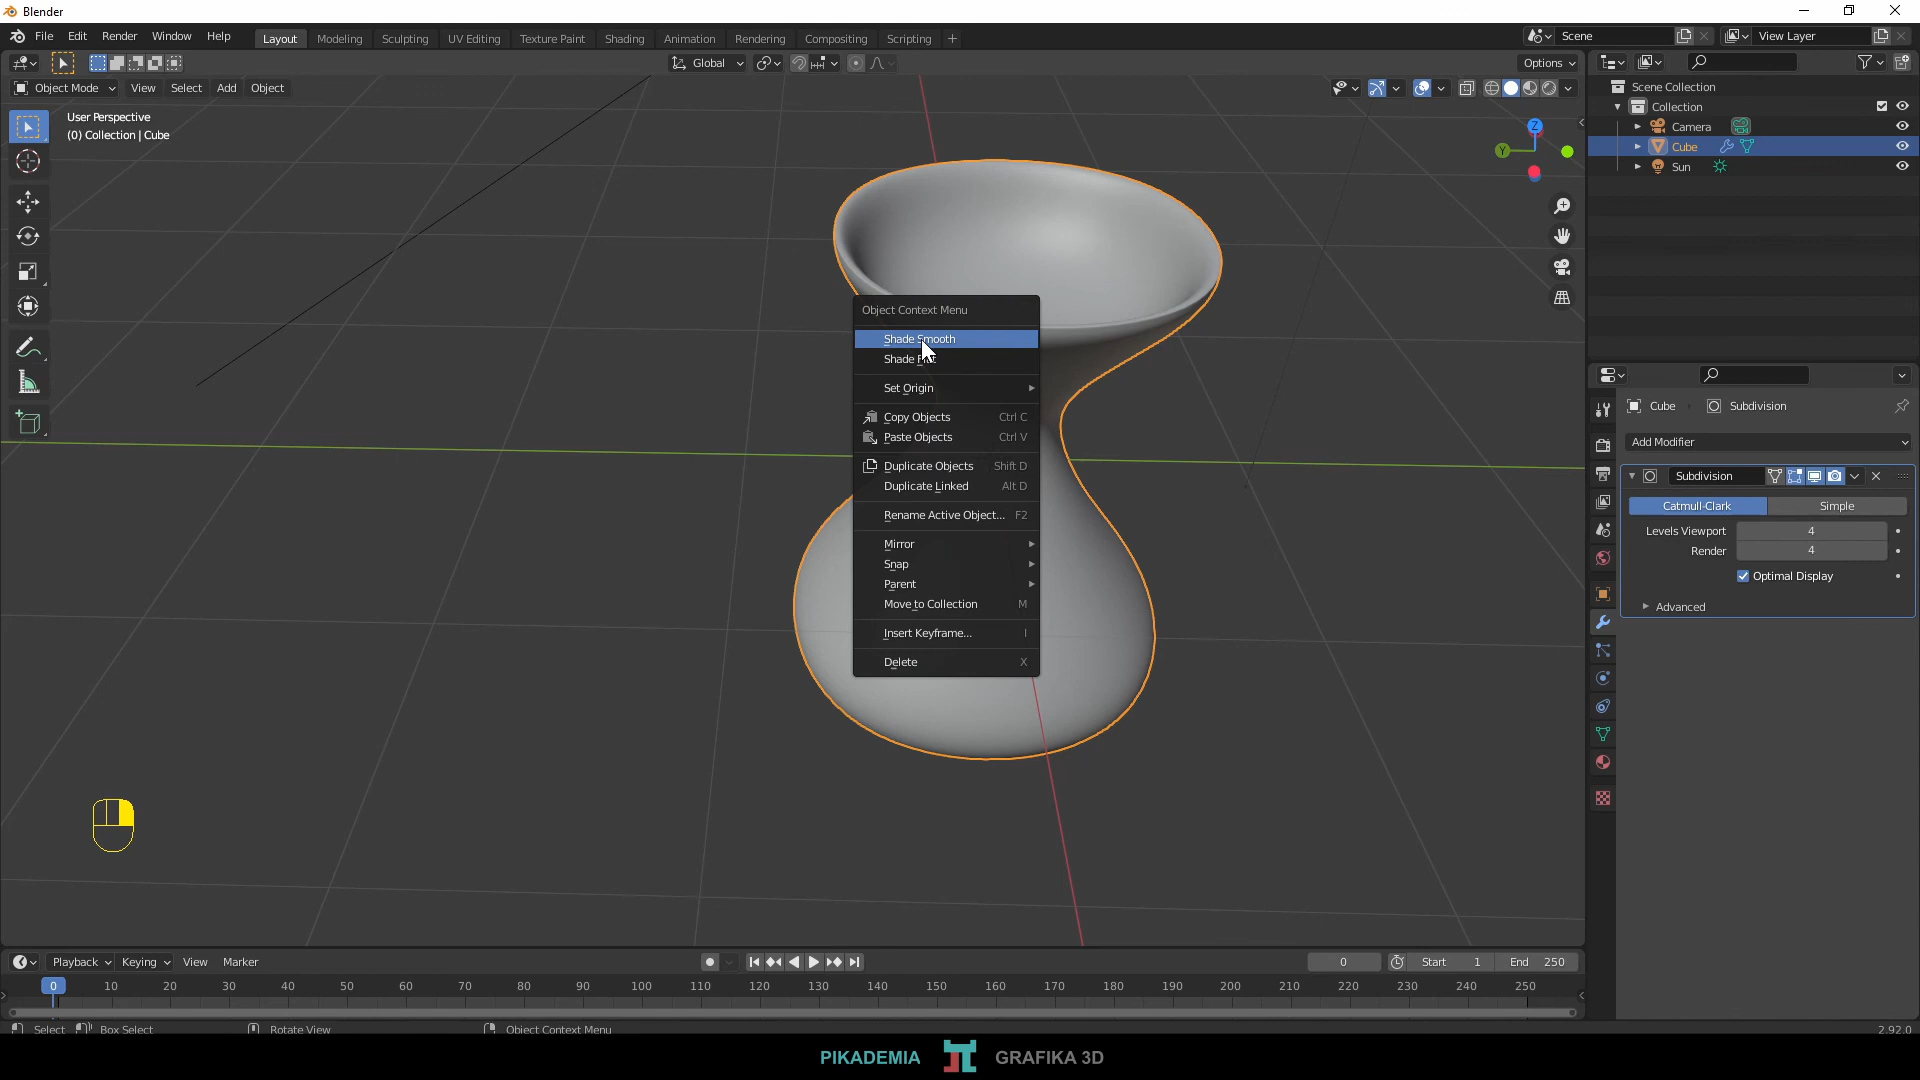 Blender
File Edit Render Window Help Layout Modeling Sculpting UV Editing Texture Paint Shading Animation Rendering Compositing Scripting + Scene View Layer
Global Options
Object Mode View Select Add Object
User Perspective
(0) Collection | Cube
Z
Y
Scene Collection
Collection
Camera
Cube
Sun
Object Context Menu
Shade Smooth
Shade Flat
Set Origin
Copy Objects Ctrl C
Paste Objects Ctrl V
Duplicate Objects Shift D
Duplicate Linked Alt D
Rename Active Object... F2
Mirror
Snap
Parent
Move to Collection M
Insert Keyframe... I
Delete X
Cube Subdivision
Add Modifier
Subdivision
Catmull-Clark Simple
Levels Viewport 4
Render 4
Optimal Display
Advanced
Playback Keying View Marker 0 Start 1 End 250
0 10 20 30 40 50 60 70 80 90 100 110 120 130 140 150 160 170 180 190 200 210 220 230 240 250
Select Box Select Rotate View Object Context Menu 2.92.0
PIKADEMIA GRAFIKA 3D